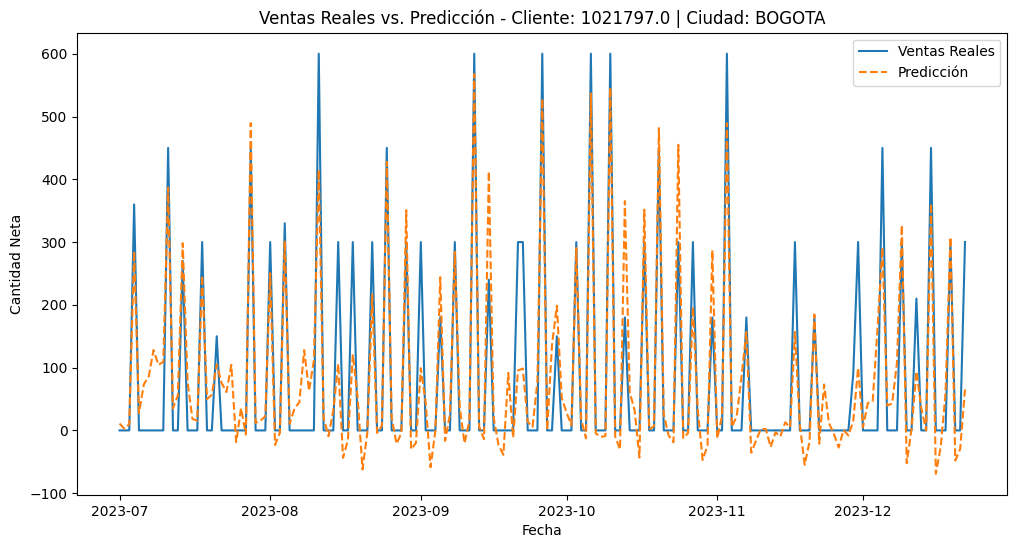 Ventas Reales vs. Predicción - Cliente: 1021797.0 | Ciudad: BOGOTA
Ventas Reales
Predicción
Cantidad Neta
600
500
400
300
200
100
0
−100
2023-07
2023-08
2023-09
2023-10
2023-11
2023-12
Fecha